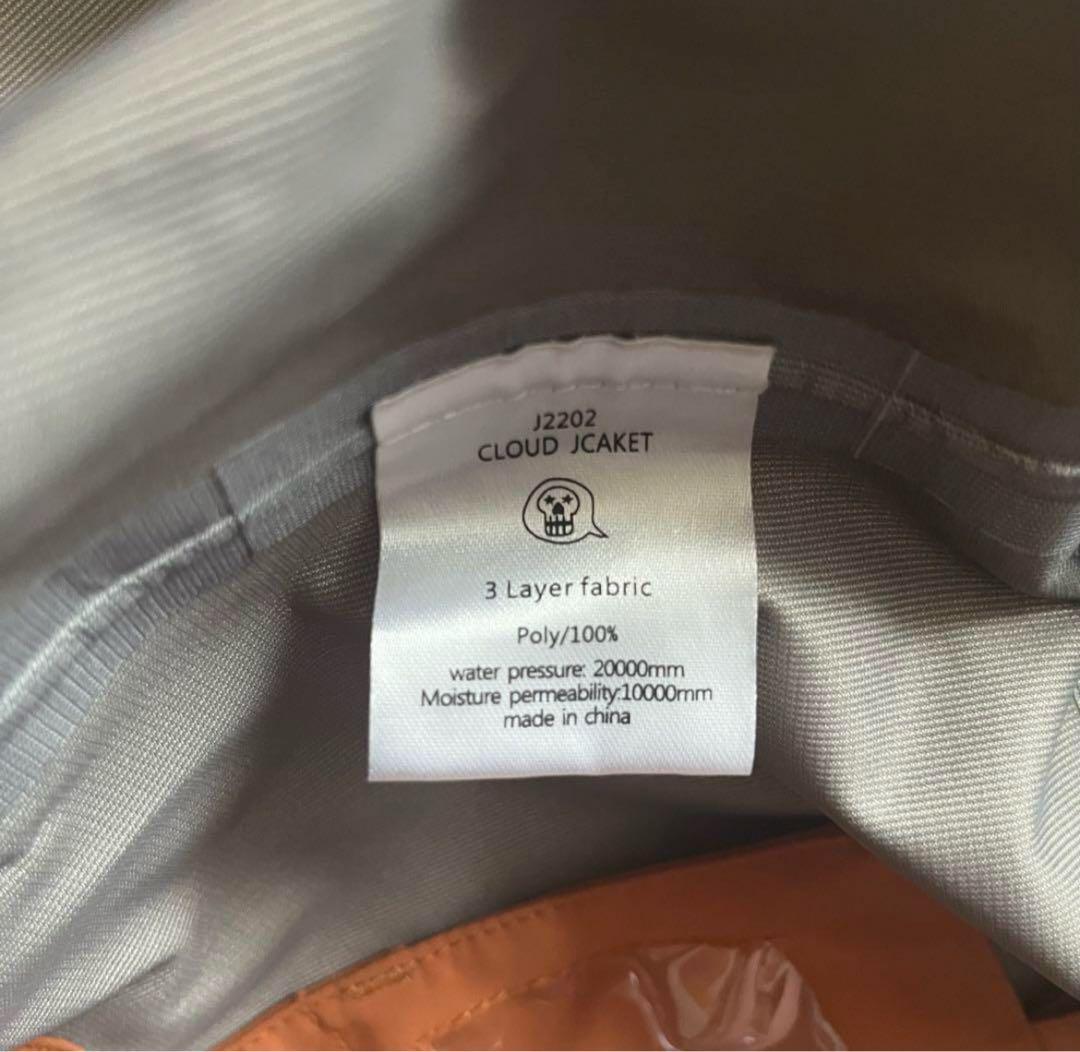 J2202
CLOUD JCAKET
3 Layer fabric
Poly/100%
water pressure: 20000mm
Moisture permeability:10000mm
made in china